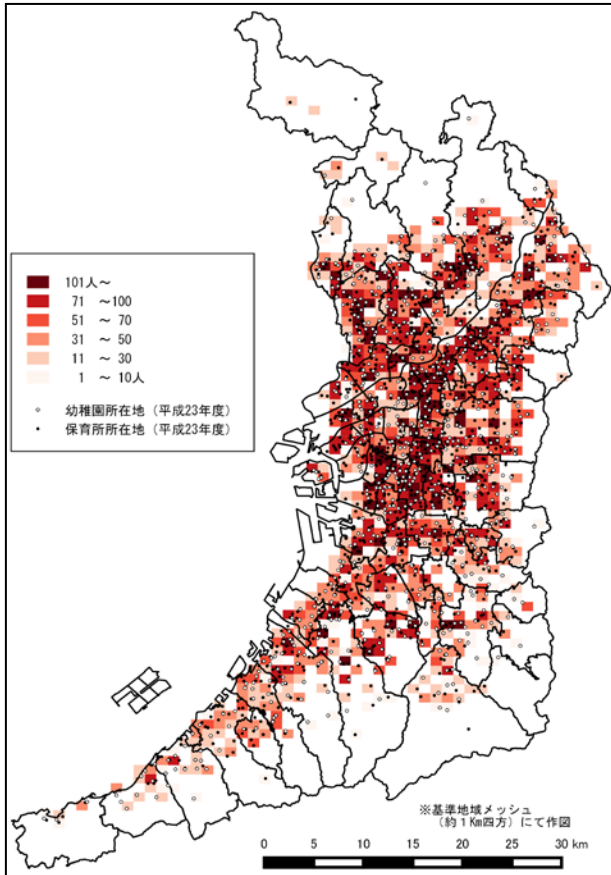 101人～
71 ～100
51 ～ 70
31 ～ 50
11 ～ 30
1 ～ 10人
幼稚園所在地（平成23年度）
保育所所在地（平成23年度）
※基準地域メッシュ
（約１Km四方）にて作図
0 5 10 15 20 25 30 km